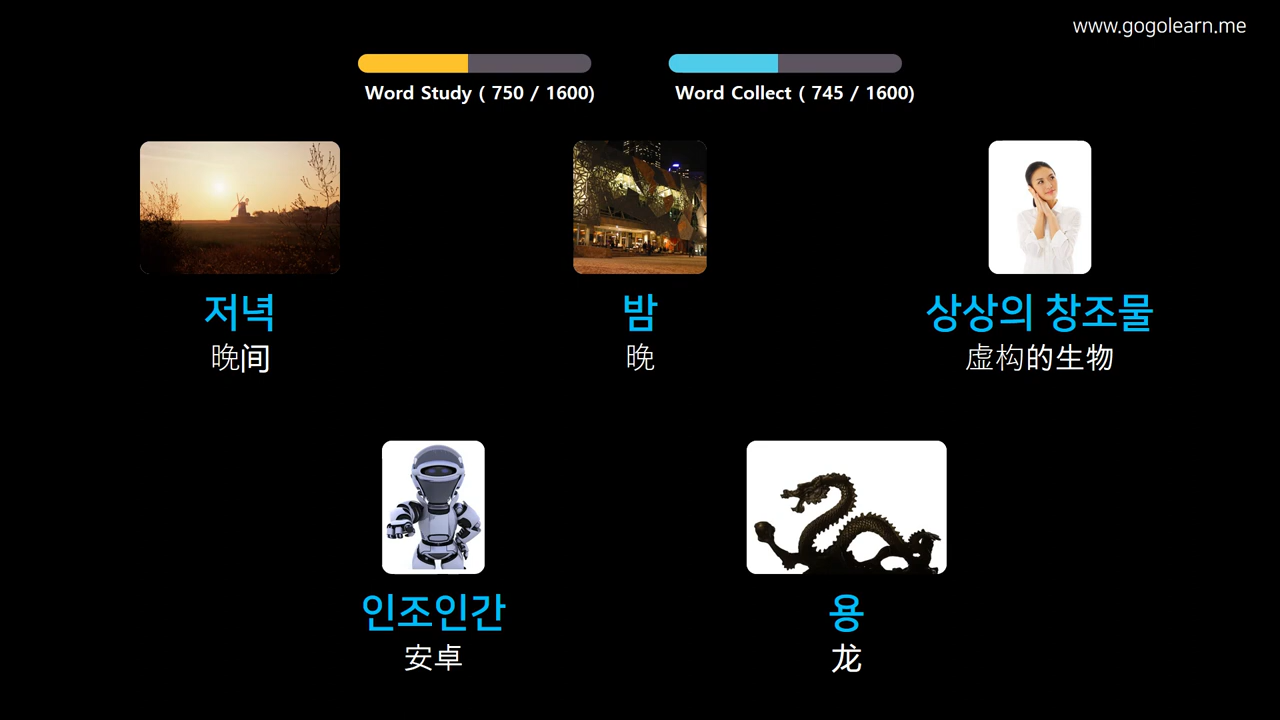 www.gogolearn.me
Word Study ( 750 / 1600)
Word Collect ( 745 / 1600)
저녁
晚间
밤
晚
상상의 창조물
虚构的生物
인조인간
安卓
용
龙